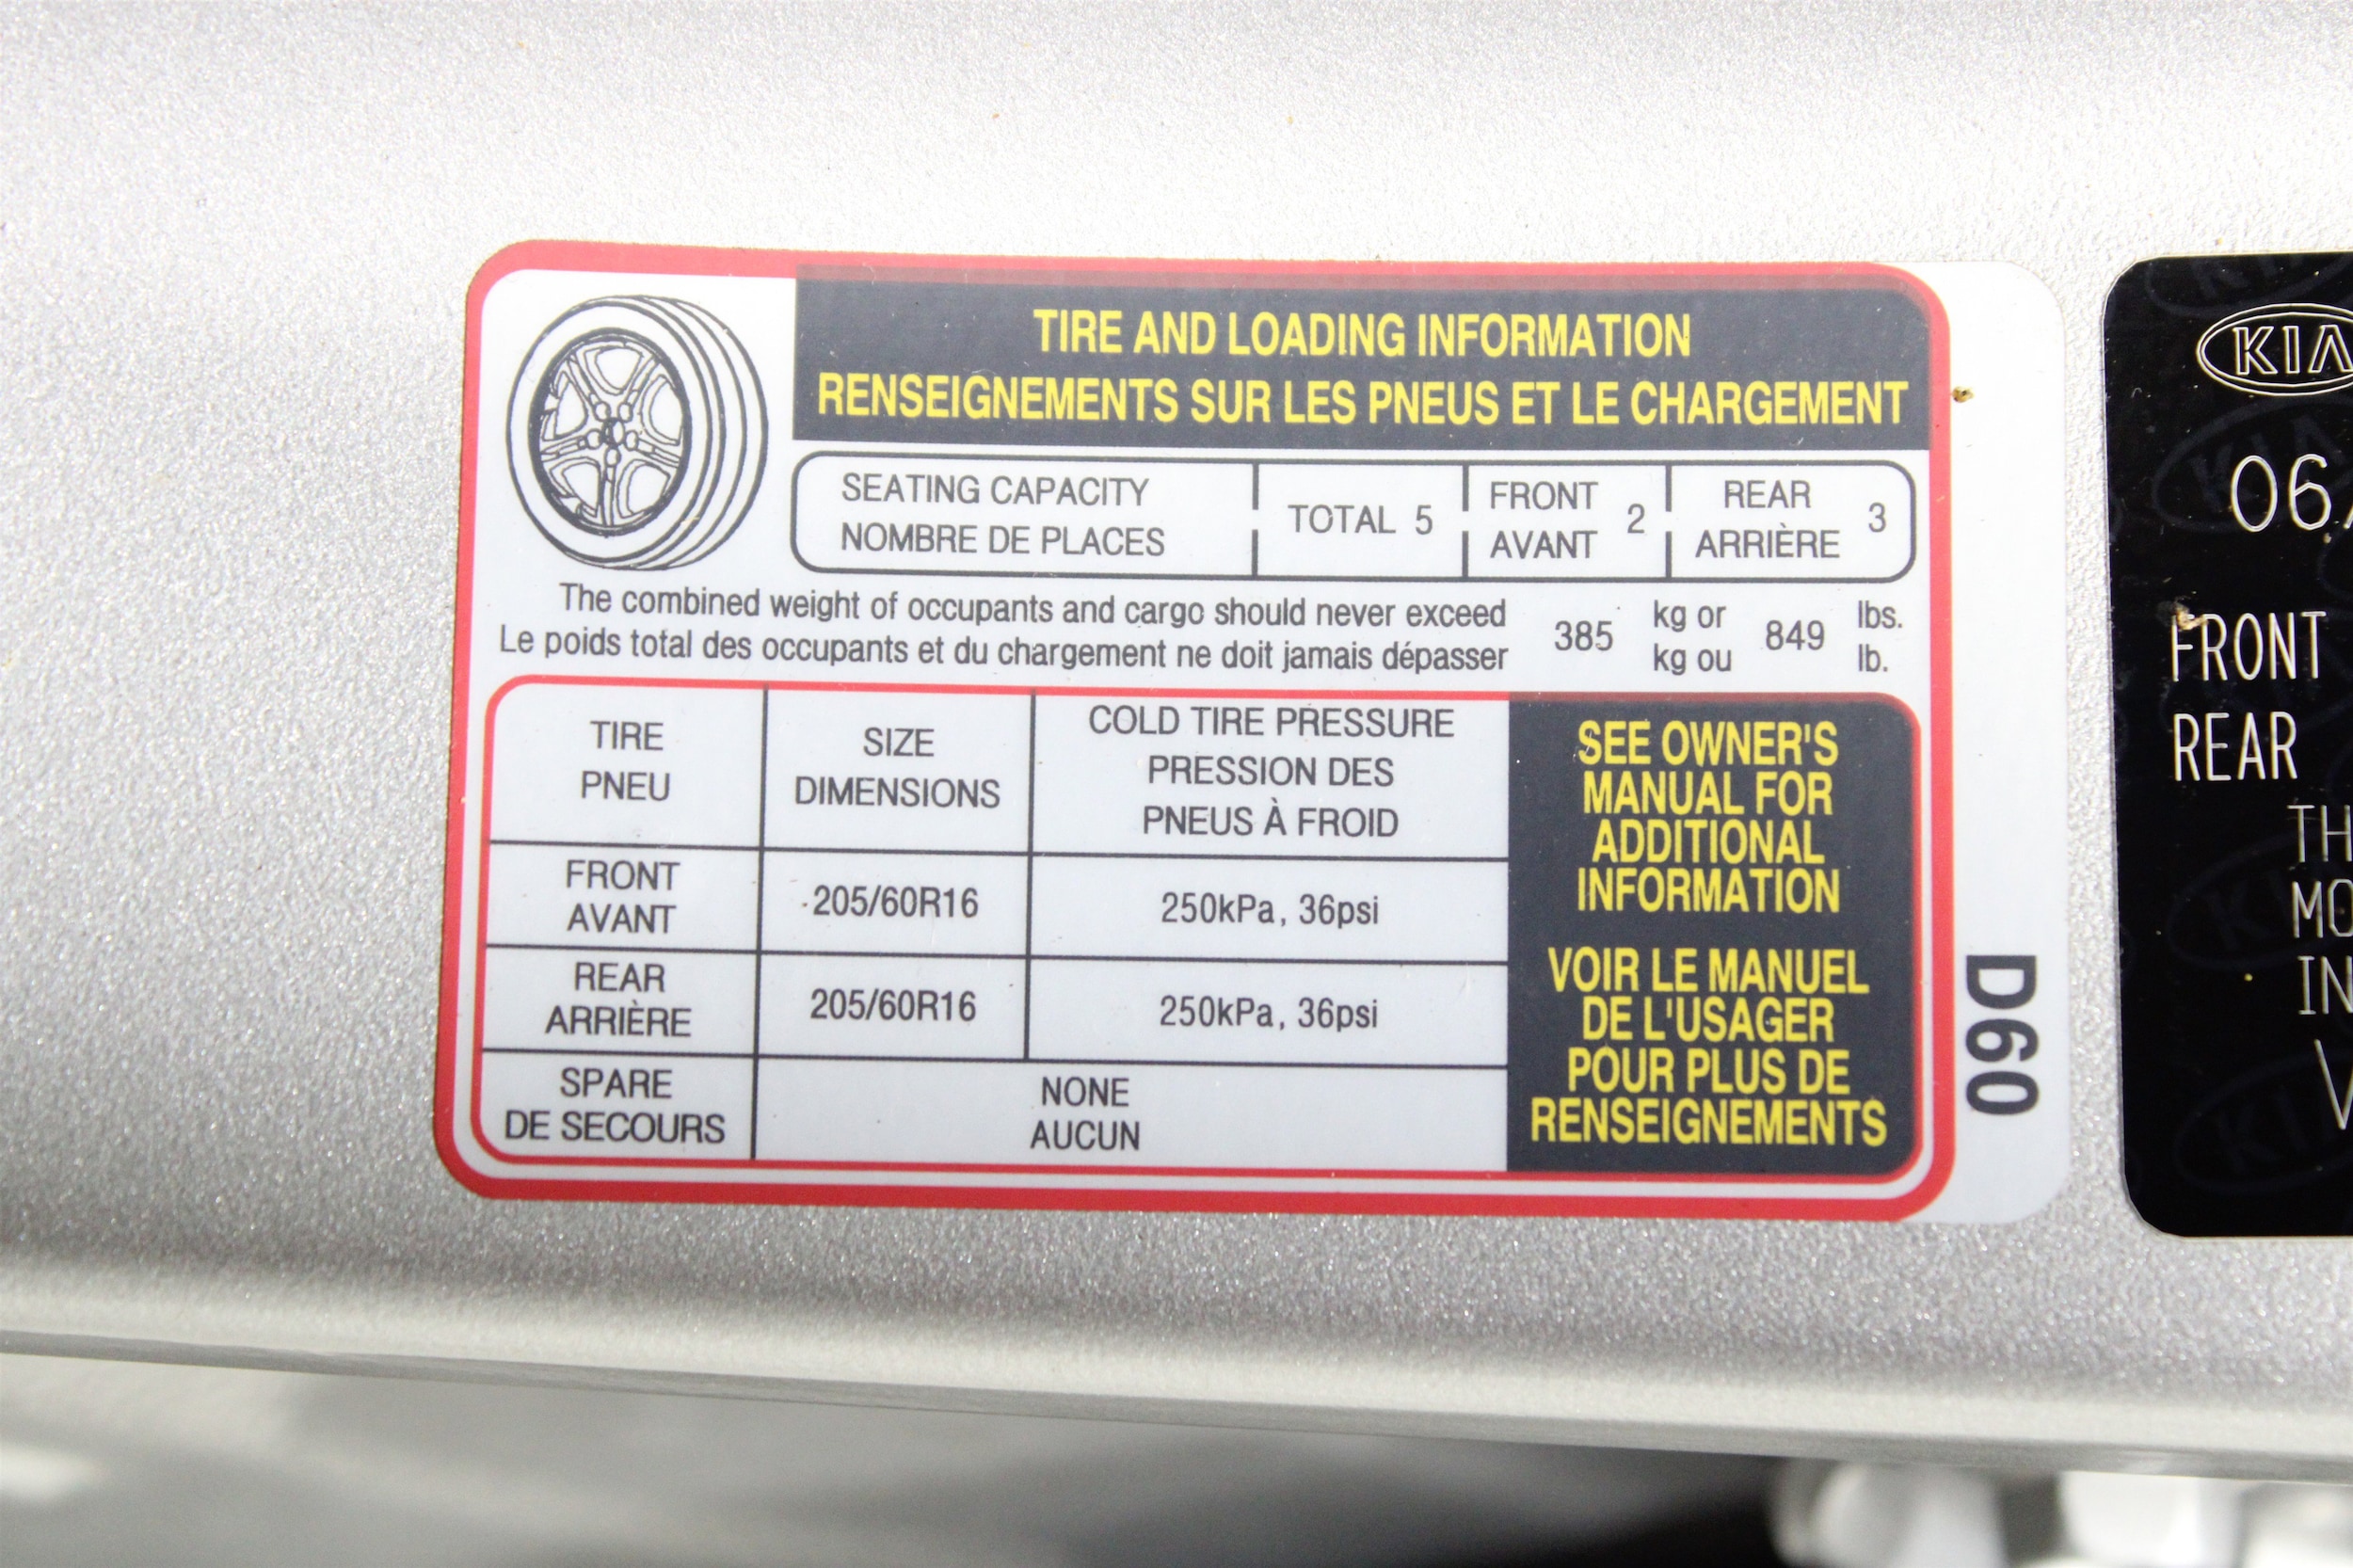 TIRE AND LOADING INFORMATION
RENSEIGNEMENTS SUR LES PNEUS ET LE CHARGEMENT
SEATING CAPACITY
NOMBRE DE PLACES
TOTAL 5
FRONT
AVANT
2
REAR
ARRIÈRE
3
The combined weight of occupants and cargo should never exceed
Le poids total des occupants et du chargement ne doit jamais dépasser
385
kg or
kg ou
849
lbs.
lb.
TIRE
PNEU
SIZE
DIMENSIONS
COLD TIRE PRESSURE
PRESSION DES
PNEUS À FROID
FRONT
AVANT
205/60R16
250kPa, 36psi
REAR
ARRIÈRE
205/60R16
250kPa, 36psi
SPARE
DE SECOURS
NONE
AUCUN
SEE OWNER'S
MANUAL FOR
ADDITIONAL
INFORMATION
VOIR LE MANUEL
DE L'USAGER
POUR PLUS DE
RENSEIGNEMENTS
D60
KIA
06/
FRONT
REAR
TH
MO
IN
V